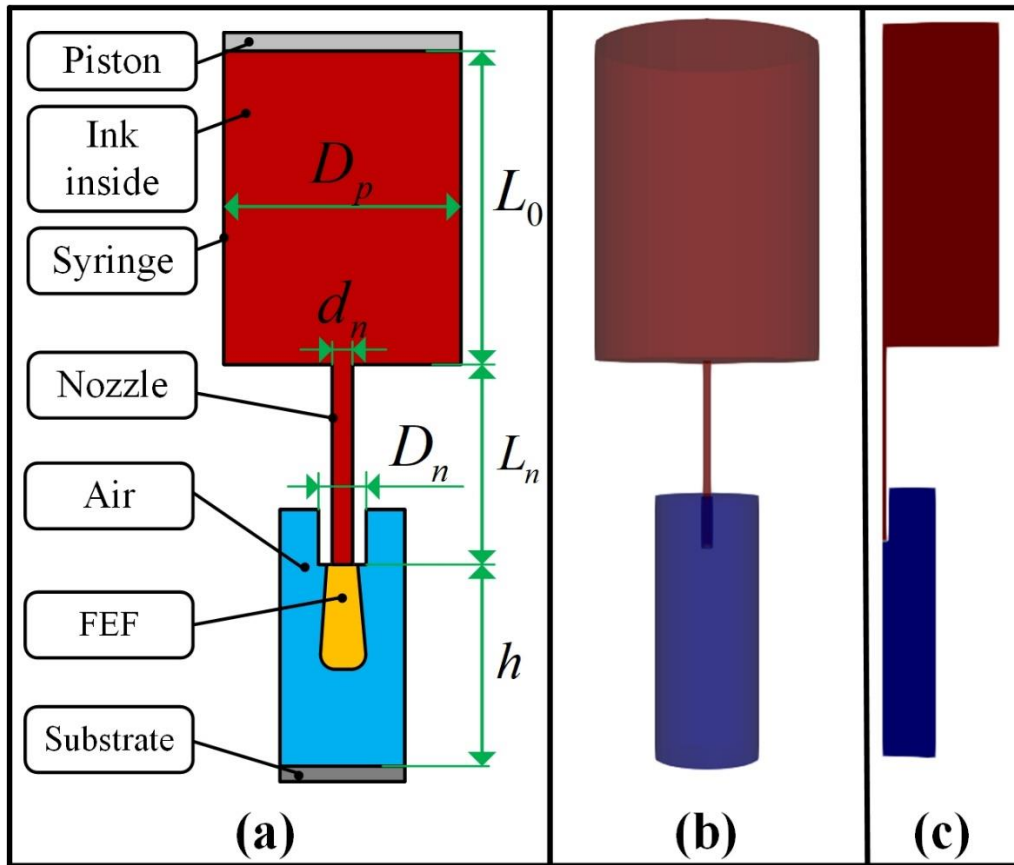 Piston
Ink
inside
Syringe
Nozzle
Air
FEF
Substrate
D_p
L_0
d_n
D_n
L_n
h
(a)
(b)
(c)